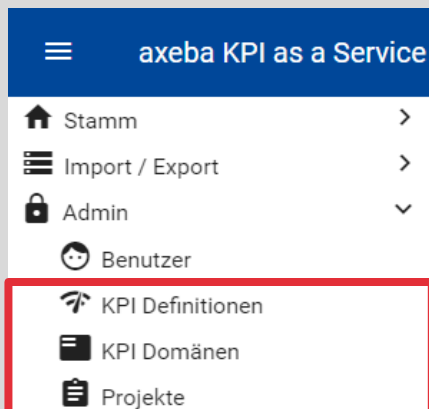 axeba KPI as a Service
Stamm
Import / Export
Admin
Benutzer
KPI Definitionen
KPI Domänen
Projekte